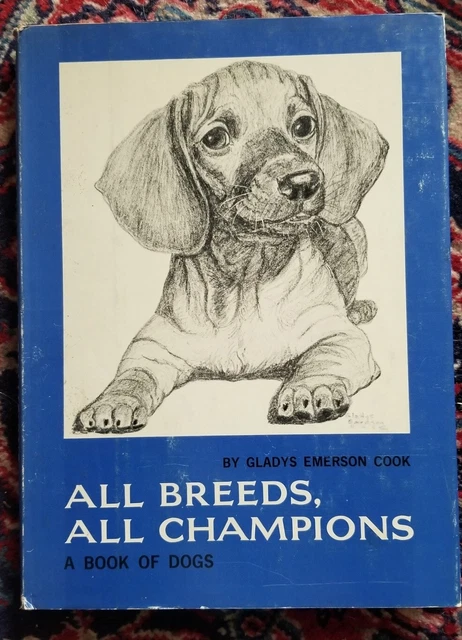 BY GLADYS EMERSON COOK
ALL BREEDS,
ALL CHAMPIONS
A BOOK OF DOGS